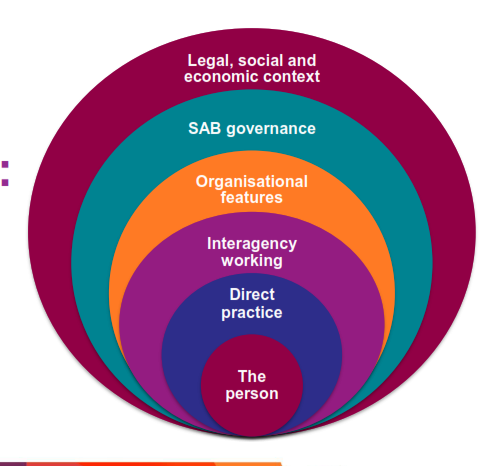 :
Legal, social and
economic context
SAB governance
Organisational
features
Interagency
working
Direct
practice
The
person